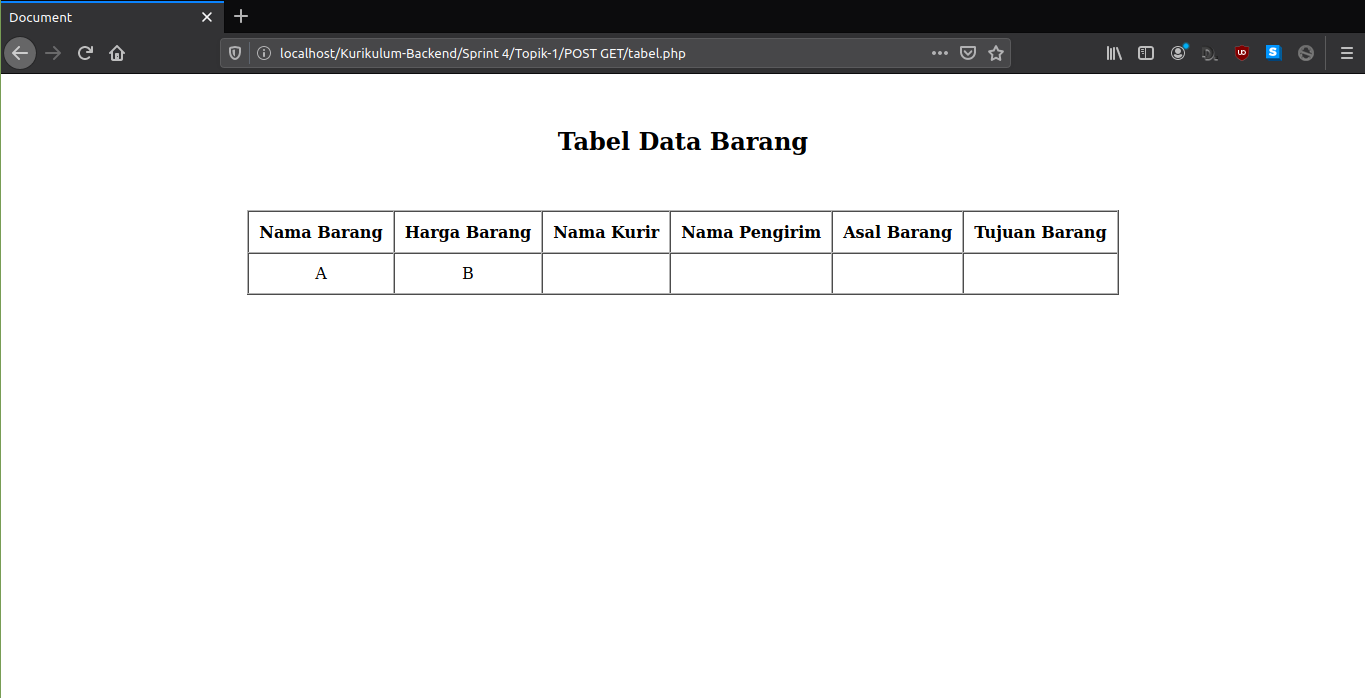 Document
localhost/Kurikulum-Backend/Sprint 4/Topik-1/POST GET/tabel.php
UD
S
Tabel Data Barang
Nama Barang Harga Barang Nama Kurir Nama Pengirim Asal Barang Tujuan Barang
A B